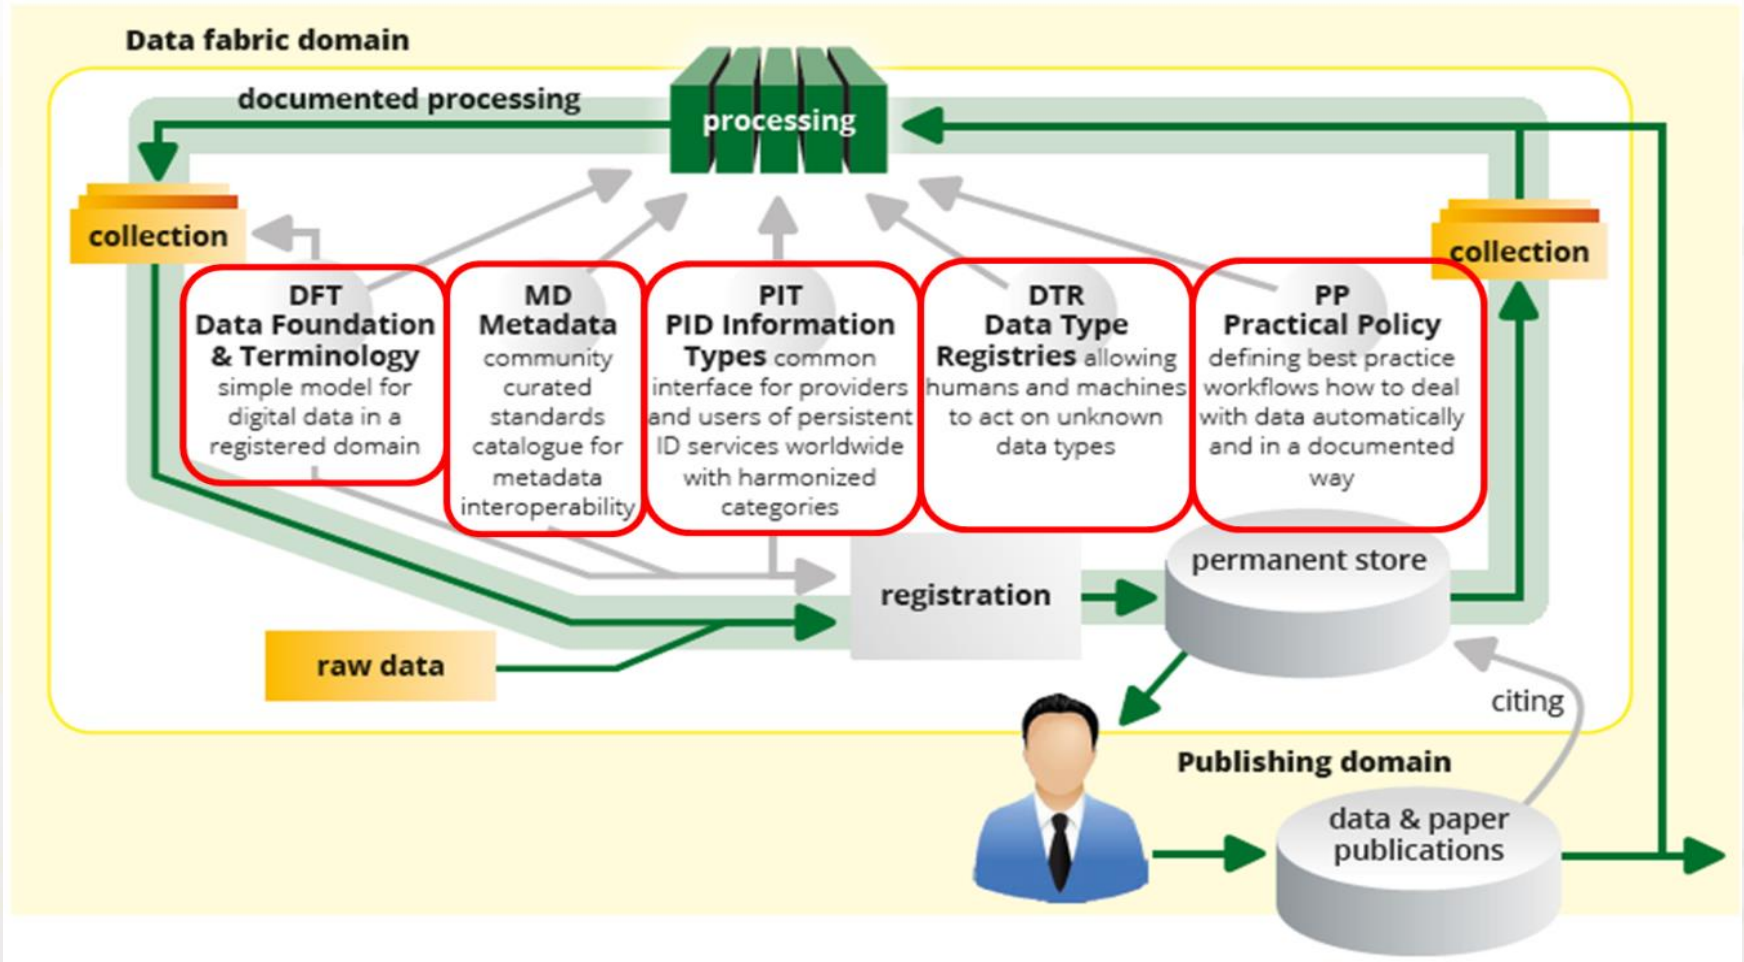 Data fabric domain
documented processing
processing
collection
collection
DFT
Data Foundation
& Terminology
simple model for
digital data in a
registered domain
MD
Metadata
community
curated
standards
catalogue for
metadata
interoperability
PIT
PID Information
Types common
interface for providers
and users of persistent
ID services worldwide
with harmonized
categories
DTR
Data Type
Registries allowing
humans and machines
to act on unknown
data types
PP
Practical Policy
defining best practice
workflows how to deal
with data automatically
and in a documented
way
registration
permanent store
raw data
citing
Publishing domain
data & paper
publications